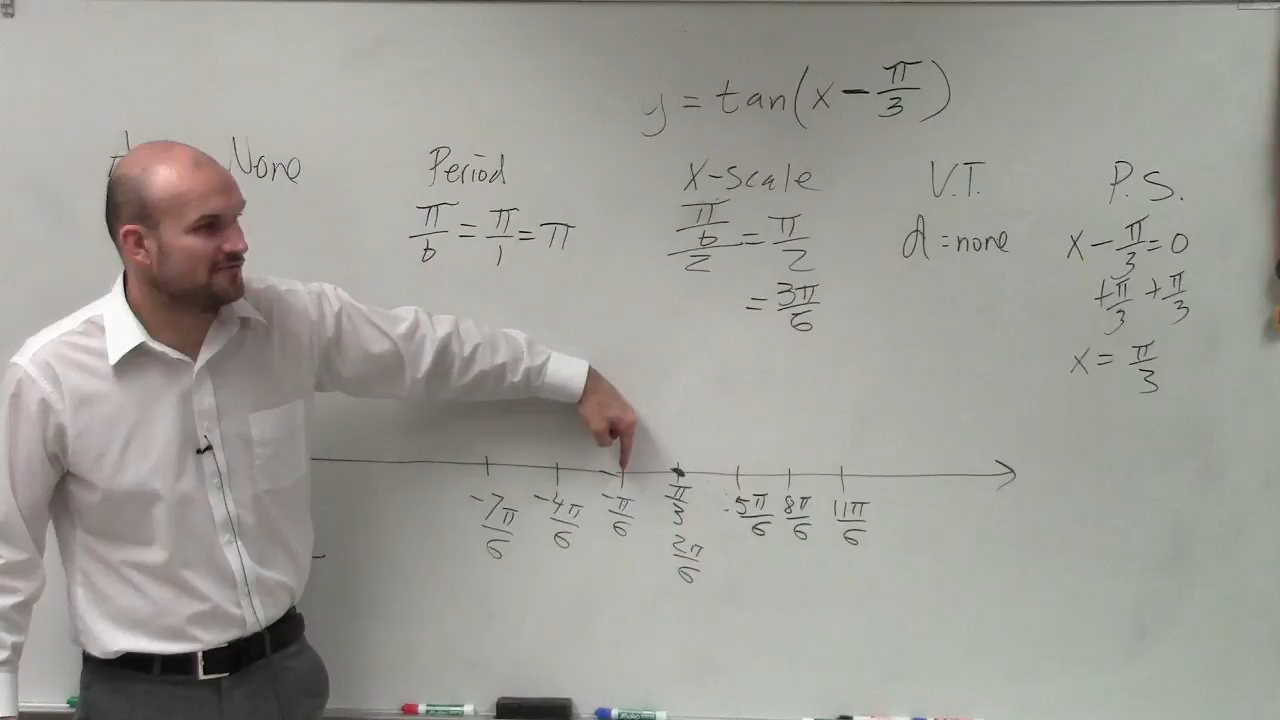 y = tan(x - π/3)
None
Period
π/b = π/1 = π
x-scale
π/b/2 = π/2
= 3π/6
V.T.
d = none
P.S.
x - π/3 = 0
+π/3 +π/3
x = π/3
-7π/6 -4π/6 -π/6 π/3 5π/6 8π/6 11π/6
2π/6